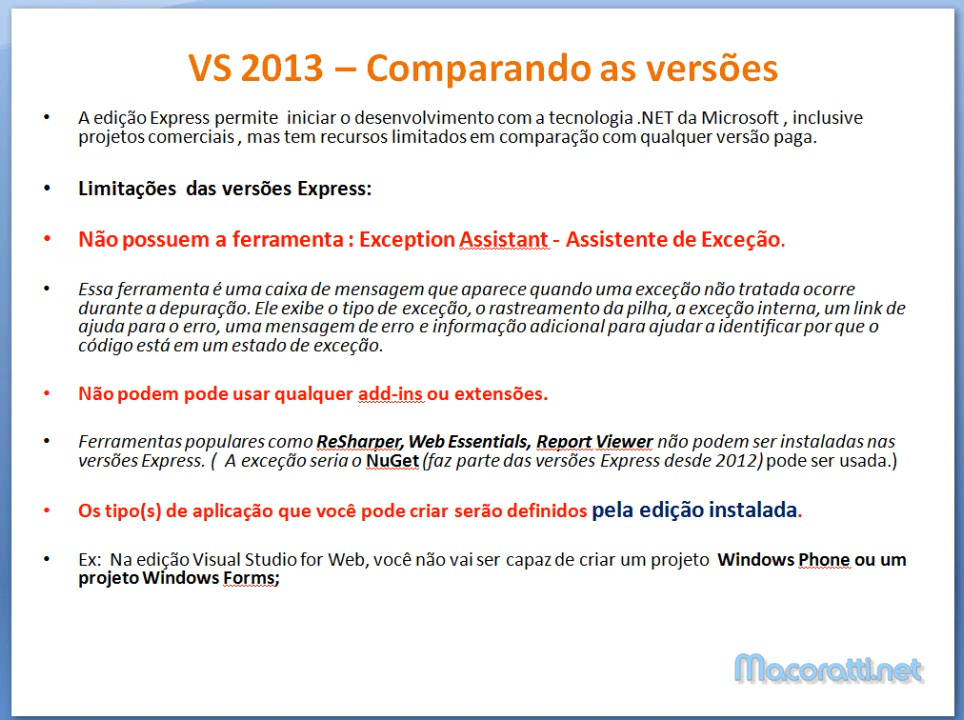 VS 2013 – Comparando as versões
• A edição Express permite iniciar o desenvolvimento com a tecnologia .NET da Microsoft , inclusive
projetos comerciais , mas tem recursos limitados em comparação com qualquer versão paga.
• Limitações das versões Express:
• Não possuem a ferramenta : Exception Assistant - Assistente de Exceção.
• Essa ferramenta é uma caixa de mensagem que aparece quando uma exceção não tratada ocorre
durante a depuração. Ele exibe o tipo de exceção, o rastreamento da pilha, a exceção interna, um link de
ajuda para o erro, uma mensagem de erro e informação adicional para ajudar a identificar por que o
código está em um estado de exceção.
• Não podem pode usar qualquer add-ins ou extensões.
• Ferramentas populares como ReSharper, Web Essentials, Report Viewer não podem ser instaladas nas
versões Express. ( A exceção seria o NuGet (faz parte das versões Express desde 2012) pode ser usada.)
• Os tipo(s) de aplicação que você pode criar serão definidos pela edição instalada.
• Ex: Na edição Visual Studio for Web, você não vai ser capaz de criar um projeto Windows Phone ou um
projeto Windows Forms;
Macoratti.net